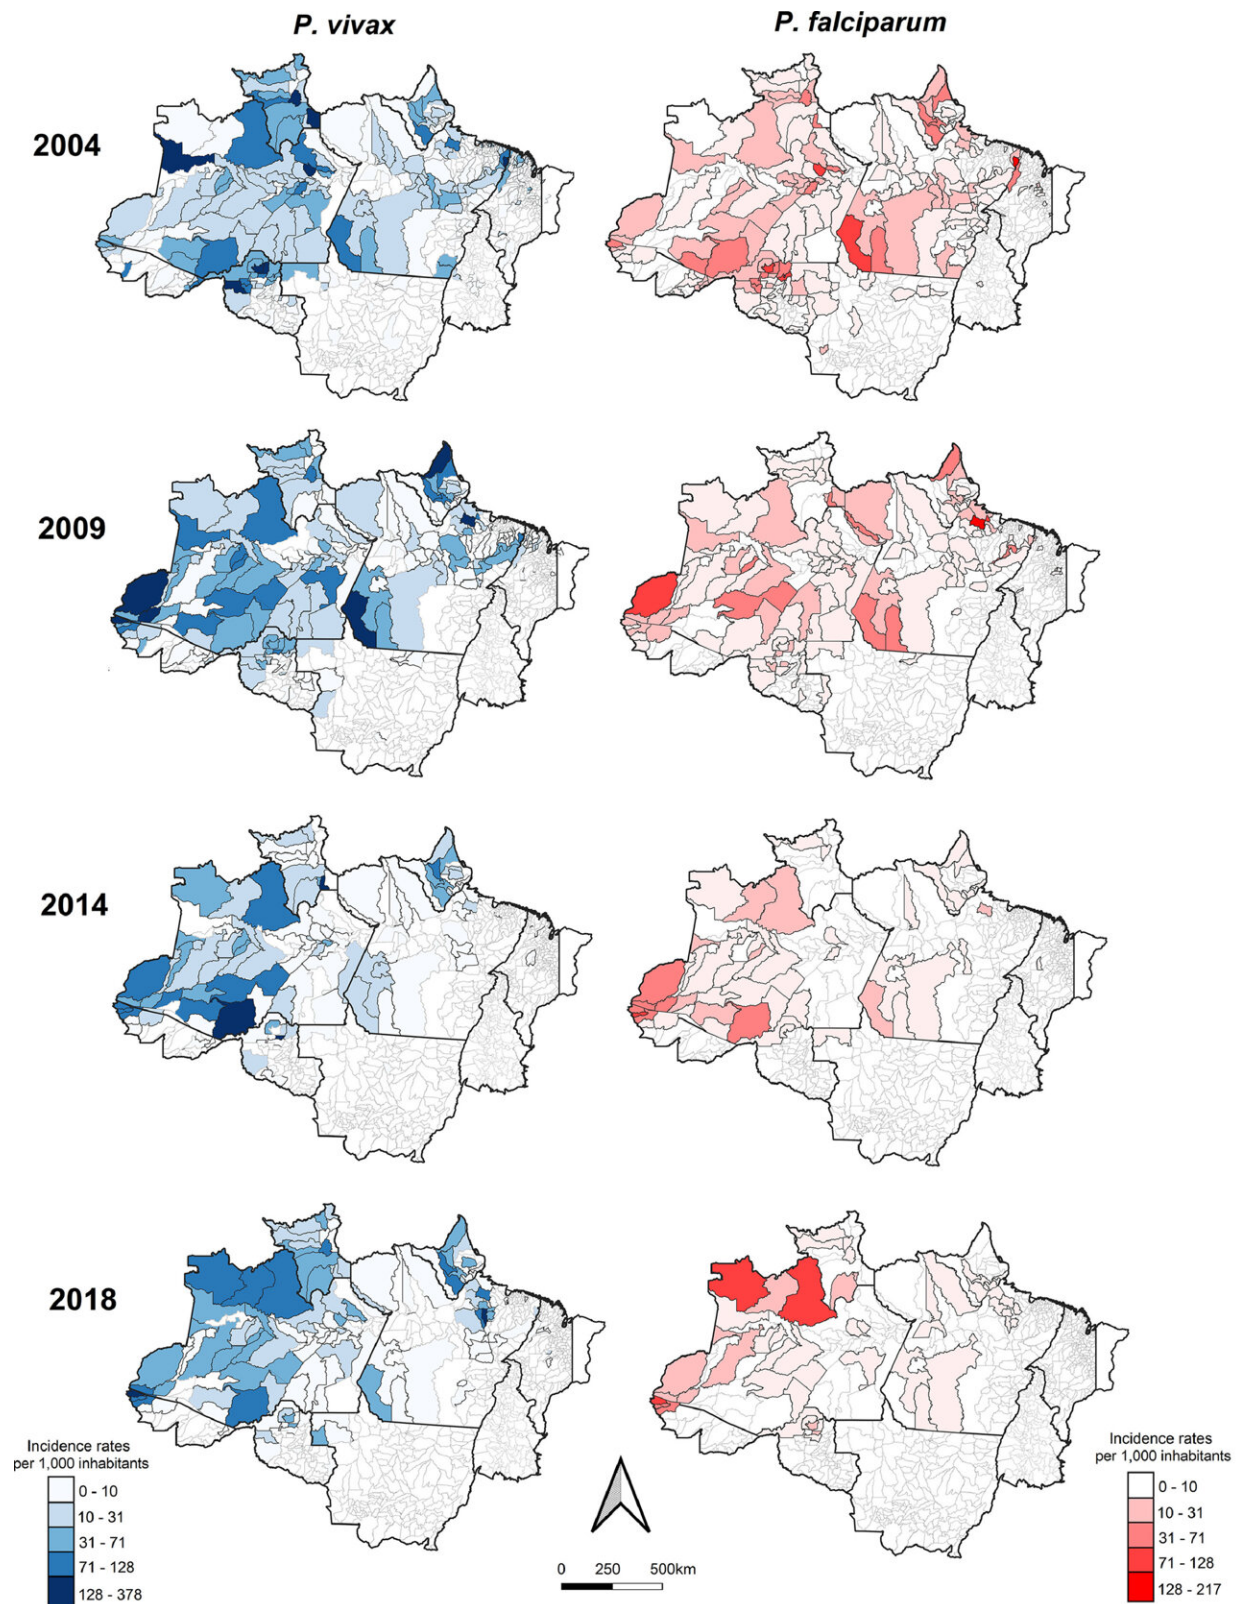 P. vivax
P. falciparum
2004
2009
2014
2018
Incidence rates
per 1,000 inhabitants
0 - 10
10 - 31
31 - 71
71 - 128
128 - 378
0 250 500km
Incidence rates
per 1,000 inhabitants
0 - 10
10 - 31
31 - 71
71 - 128
128 - 217